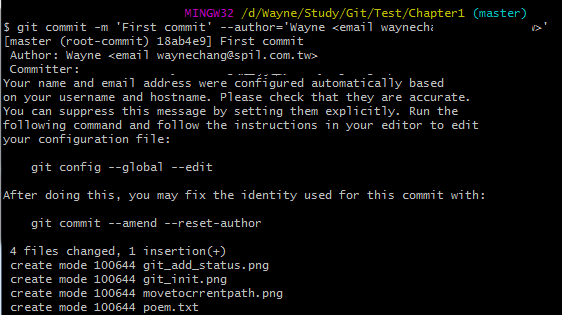 MINGW32 /d/Wayne/Study/Git/Test/Chapter1 (master)
$ git commit -m 'First commit' --author='Wayne <email waynecha >'
[master (root-commit) 18ab4e9] First commit
Author: Wayne <email waynechang@spil.com.tw>
Committer:
Your name and email address were configured automatically based
on your username and hostname. Please check that they are accurate.
You can suppress this message by setting them explicitly. Run the
following command and follow the instructions in your editor to edit
your configuration file:
git config --global --edit
After doing this, you may fix the identity used for this commit with:
git commit --amend --reset-author
4 files changed, 1 insertion(+)
create mode 100644 git_add_status.png
create mode 100644 git_init.png
create mode 100644 movetocrrentpath.png
create mode 100644 poem.txt